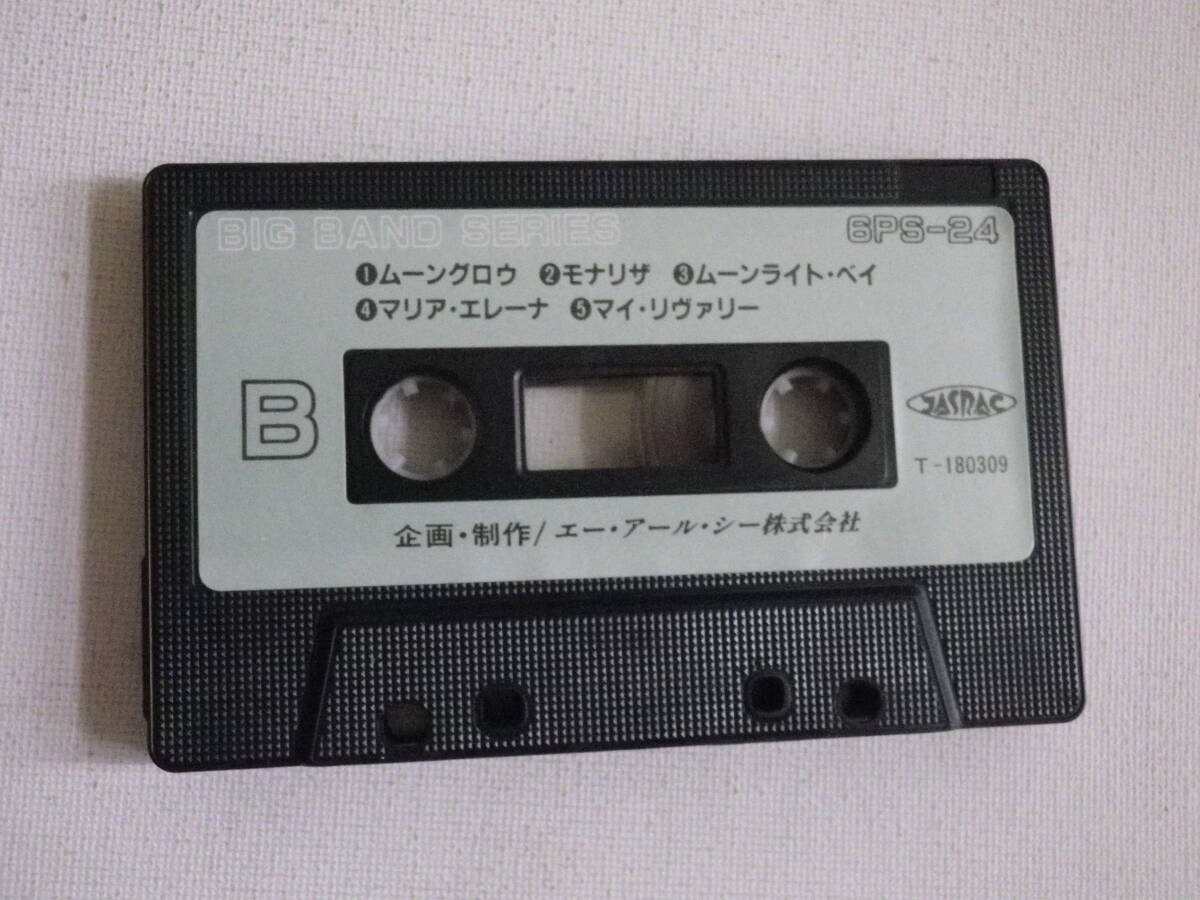 BIG BAND SERIES 6PS-24
❶ムーングロウ ❷モナリザ ❸ムーンライト・ベイ
❹マリア・エレーナ ❺マイ・リヴァリー
B
JASRAC
T-180309
企画・制作/エー・アール・シー株式会社